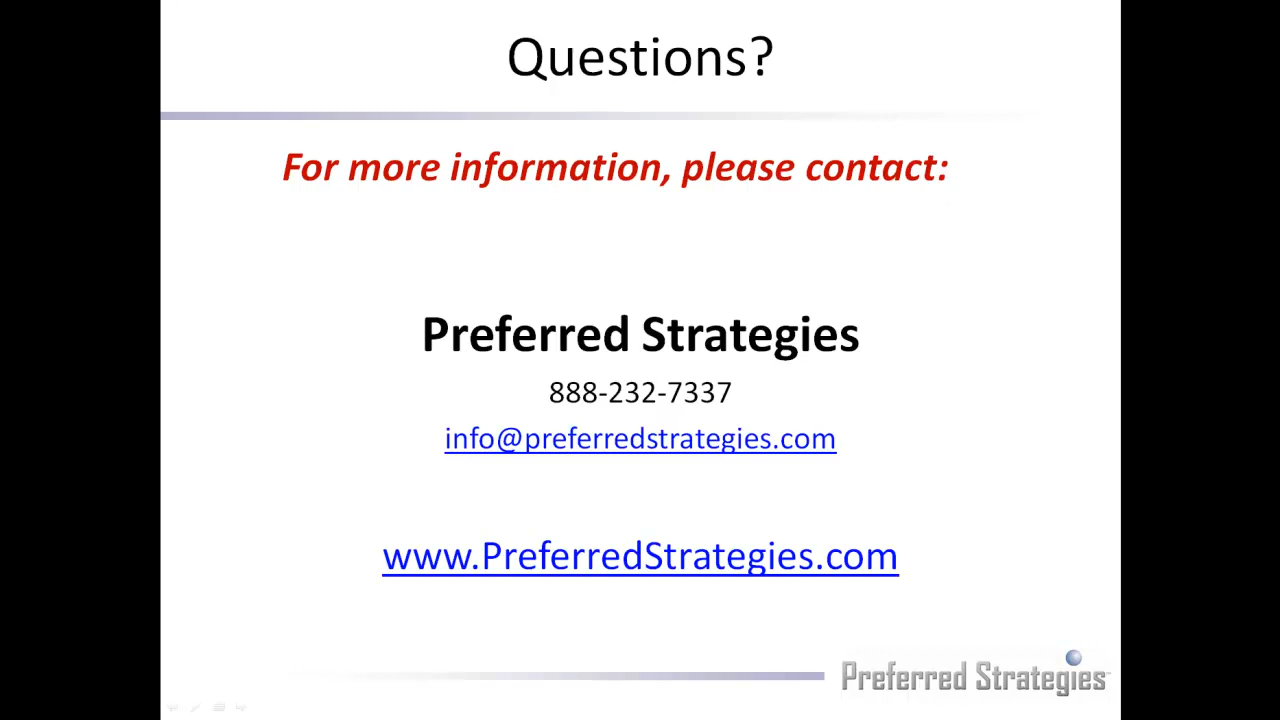 Questions?
For more information, please contact:
Preferred Strategies
888-232-7337
info@preferredstrategies.com
www.PreferredStrategies.com
Preferred Strategies